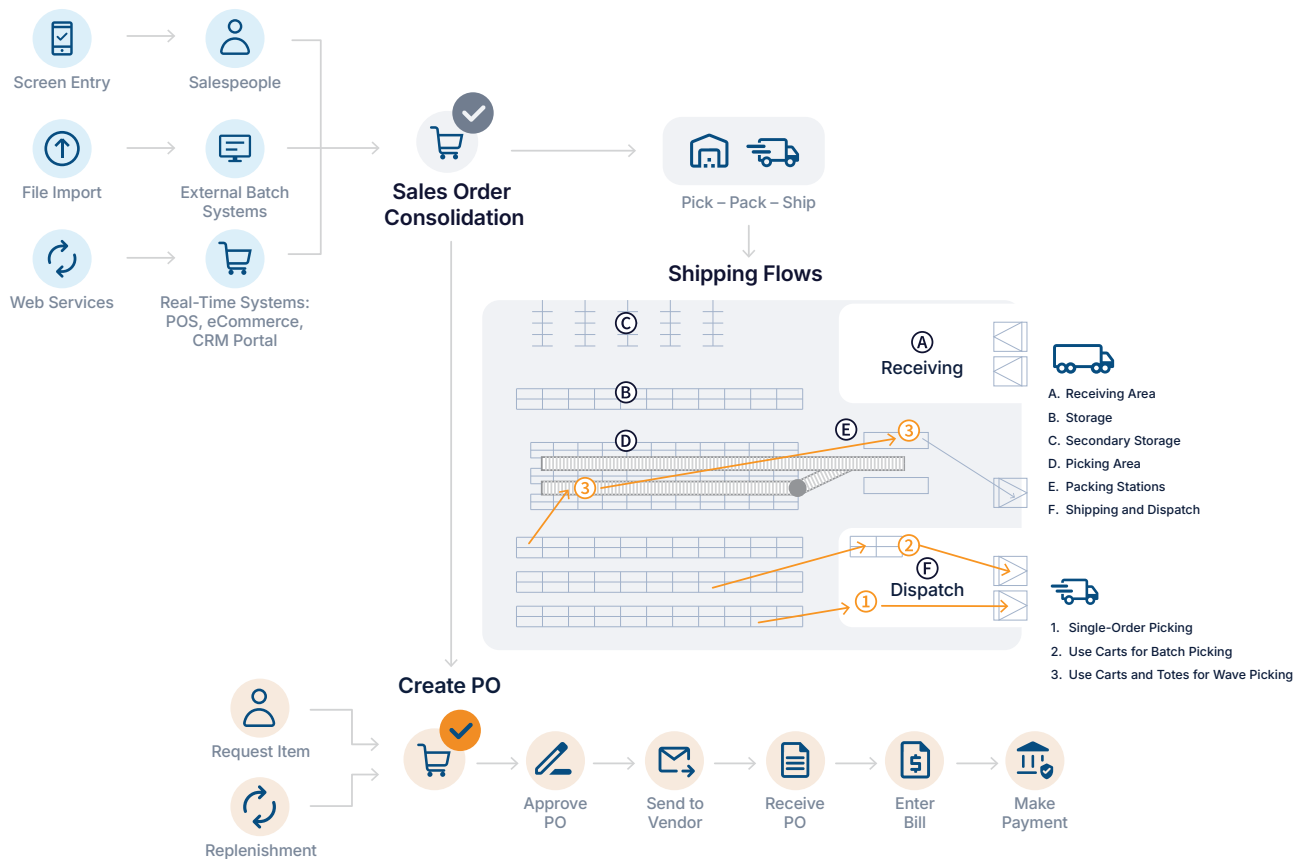 Screen Entry
Salespeople
File Import
External Batch
Systems
Web Services
Real-Time Systems:
POS, eCommerce,
CRM Portal
Sales Order
Consolidation
Pick – Pack – Ship
Shipping Flows
C
A
Receiving
B
D
E
3
3
2
F
Dispatch
1
A. Receiving Area
B. Storage
C. Secondary Storage
D. Picking Area
E. Packing Stations
F. Shipping and Dispatch
1. Single-Order Picking
2. Use Carts for Batch Picking
3. Use Carts and Totes for Wave Picking
Create PO
Request Item
Replenishment
Approve
PO
Send to
Vendor
Receive
PO
Enter
Bill
Make
Payment